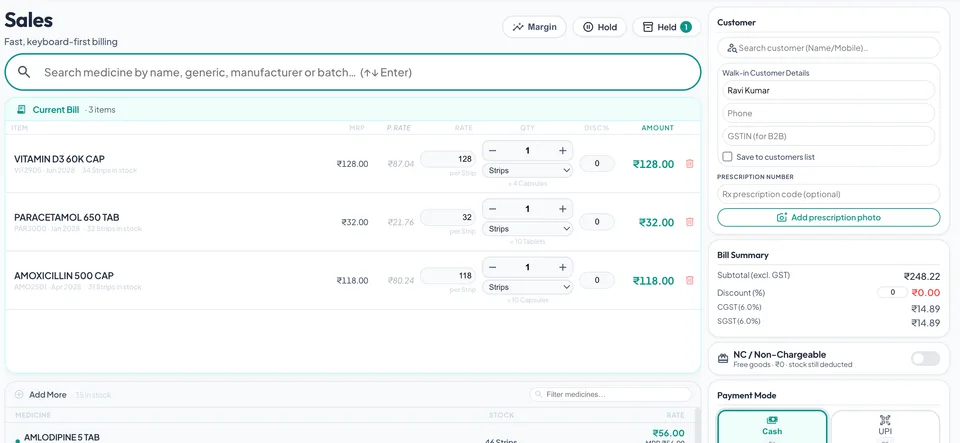 Sales
Fast, keyboard-first billing
Margin
Hold
Held 1
Search medicine by name, generic, manufacturer or batch... (↑↓ Enter)
Current Bill · 3 items
ITEM MRP P.RATE RATE QTY DISC% AMOUNT
VITAMIN D3 60K CAP
VIT2905 · Jun 2028 · 34 Strips in stock
₹128.00 ₹87.04 128 − 1 + 0 ₹128.00
per Strip Strips
× 4 Capsules
PARACETAMOL 650 TAB
· Jan 2028 · 32 Strips in stock
₹32.00 ₹21.76 32 − 1 + 0 ₹32.00
per Strip Strips
× 10 Tablets
AMOXICILLIN 500 CAP
AMO2501 · Apr 2028 · 31 Strips in stock
₹118.00 ₹80.24 118 − 1 + 0 ₹118.00
per Strip Strips
× 10 Capsules
Add More · 35 in stock
Filter medicines...
MEDICINE STOCK RATE
AMLODIPINE 5 TAB 46 Strips ₹56.00
Customer
Search customer (Name/Mobile)...
Walk-in Customer Details
Ravi Kumar
Phone
GSTIN (for B2B)
Save to customers list
PRESCRIPTION NUMBER
Rx prescription code (optional)
Add prescription photo
Bill Summary
Subtotal (excl. GST) ₹248.22
Discount (%) 0 ₹0.00
CGST (6.0%) ₹14.89
SGST (6.0%) ₹14.89
NC / Non-Chargeable
Free goods · ₹0 · stock still deducted
Payment Mode
Cash
UPI